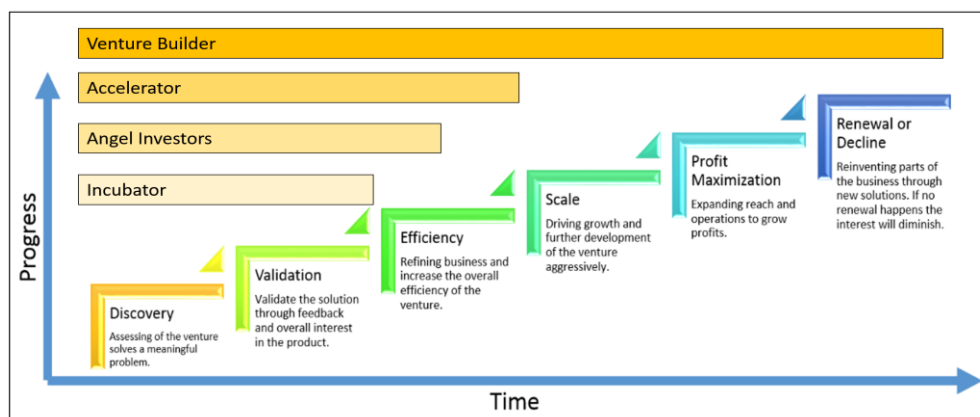 Venture Builder
Accelerator
Angel Investors
Incubator
Progress
Discovery
Assessing of the venture
solves a meaningful
problem.
Validation
Validate the solution
through feedback
and overall interest
in the product.
Efficiency
Refining business and
increase the overall
efficiency of the
venture.
Scale
Driving growth and
further development
of the venture
aggressively.
Profit
Maximization
Expanding reach and
operations to grow
profits.
Renewal or
Decline
Reinventing parts of
the business through
new solutions. If no
renewal happens the
interest will diminish.
Time